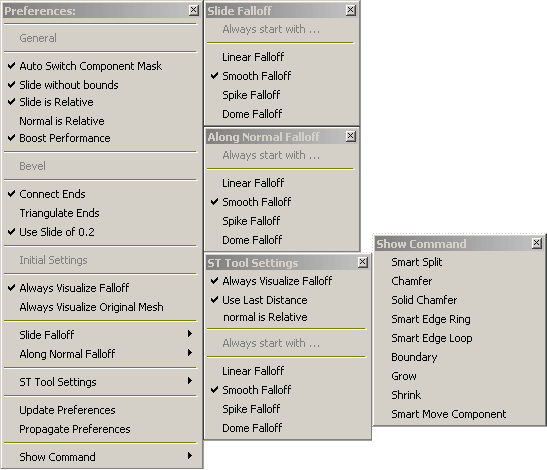 Preferences:
General
Auto Switch Component Mask
Slide without bounds
Slide is Relative
Normal is Relative
Boost Performance
Bevel
Connect Ends
Triangulate Ends
Use Slide of 0.2
Initial Settings
Always Visualize Falloff
Always Visualize Original Mesh
Slide Falloff
Along Normal Falloff
ST Tool Settings
Update Preferences
Propagate Preferences
Show Command
Slide Falloff
Always start with ...
Linear Falloff
Smooth Falloff
Spike Falloff
Dome Falloff
Along Normal Falloff
Always start with ...
Linear Falloff
Smooth Falloff
Spike Falloff
Dome Falloff
ST Tool Settings
Always Visualize Falloff
Use Last Distance
normal is Relative
Always start with ...
Linear Falloff
Smooth Falloff
Spike Falloff
Dome Falloff
Show Command
Smart Split
Chamfer
Solid Chamfer
Smart Edge Ring
Smart Edge Loop
Boundary
Grow
Shrink
Smart Move Component